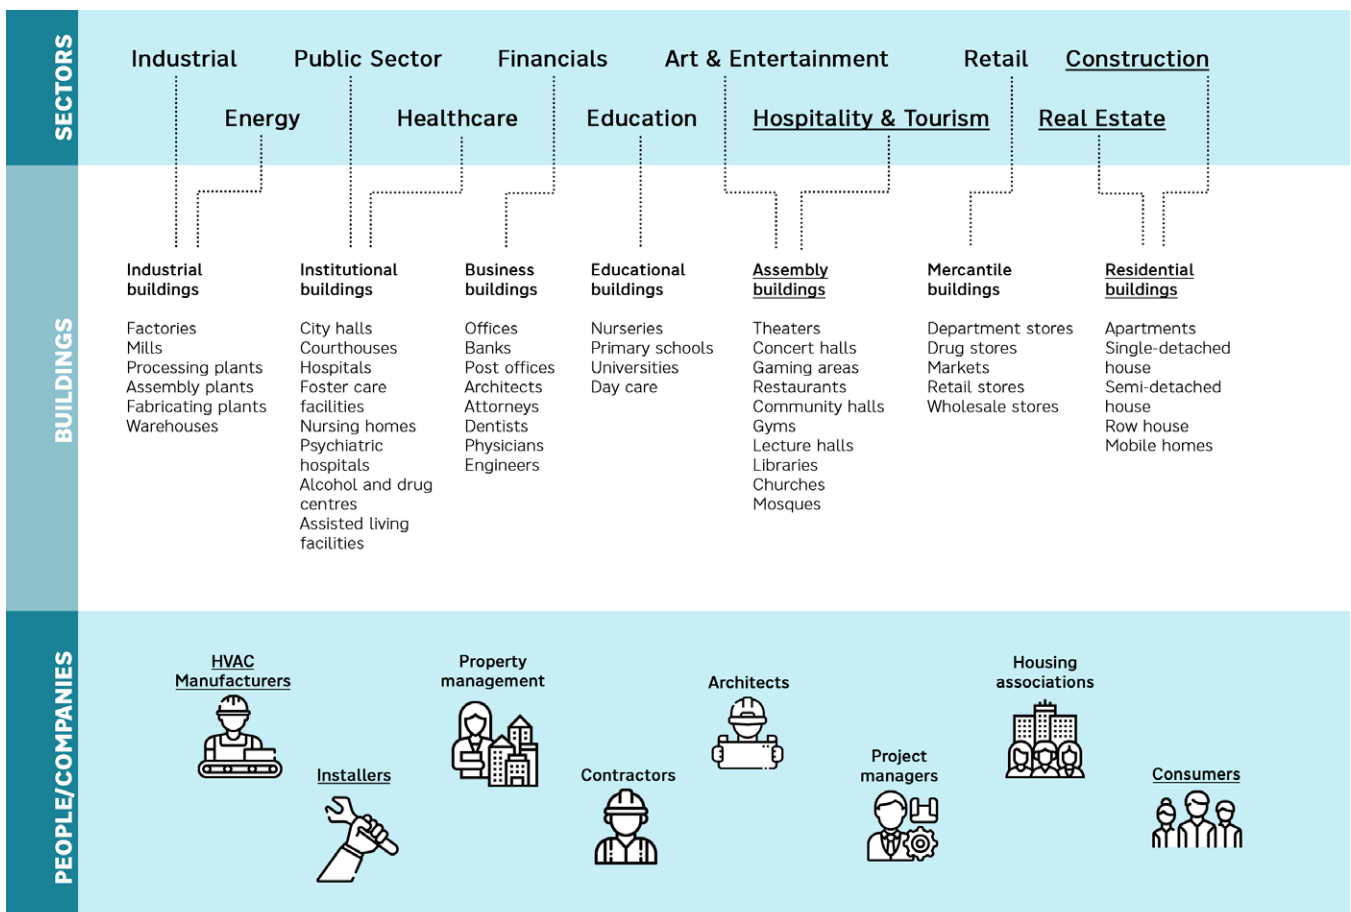 SECTORS
Industrial
Public Sector
Financials
Art & Entertainment
Retail
Construction
Energy
Healthcare
Education
Hospitality & Tourism
Real Estate
BUILDINGS
Industrial
buildings
Factories
Mills
Processing plants
Assembly plants
Fabricating plants
Warehouses
Institutional
buildings
City halls
Courthouses
Hospitals
Foster care
facilities
Nursing homes
Psychiatric
hospitals
Alcohol and drug
centres
Assisted living
facilities
Business
buildings
Offices
Banks
Post offices
Architects
Attorneys
Dentists
Physicians
Engineers
Educational
buildings
Nurseries
Primary schools
Universities
Day care
Assembly
buildings
Theaters
Concert halls
Gaming areas
Restaurants
Community halls
Gyms
Lecture halls
Libraries
Churches
Mosques
Mercantile
buildings
Department stores
Drug stores
Markets
Retail stores
Wholesale stores
Residential
buildings
Apartments
Single-detached
house
Semi-detached
house
Row house
Mobile homes
PEOPLE/COMPANIES
HVAC
Manufacturers
Installers
Property
management
Contractors
Architects
Project
managers
Housing
associations
Consumers